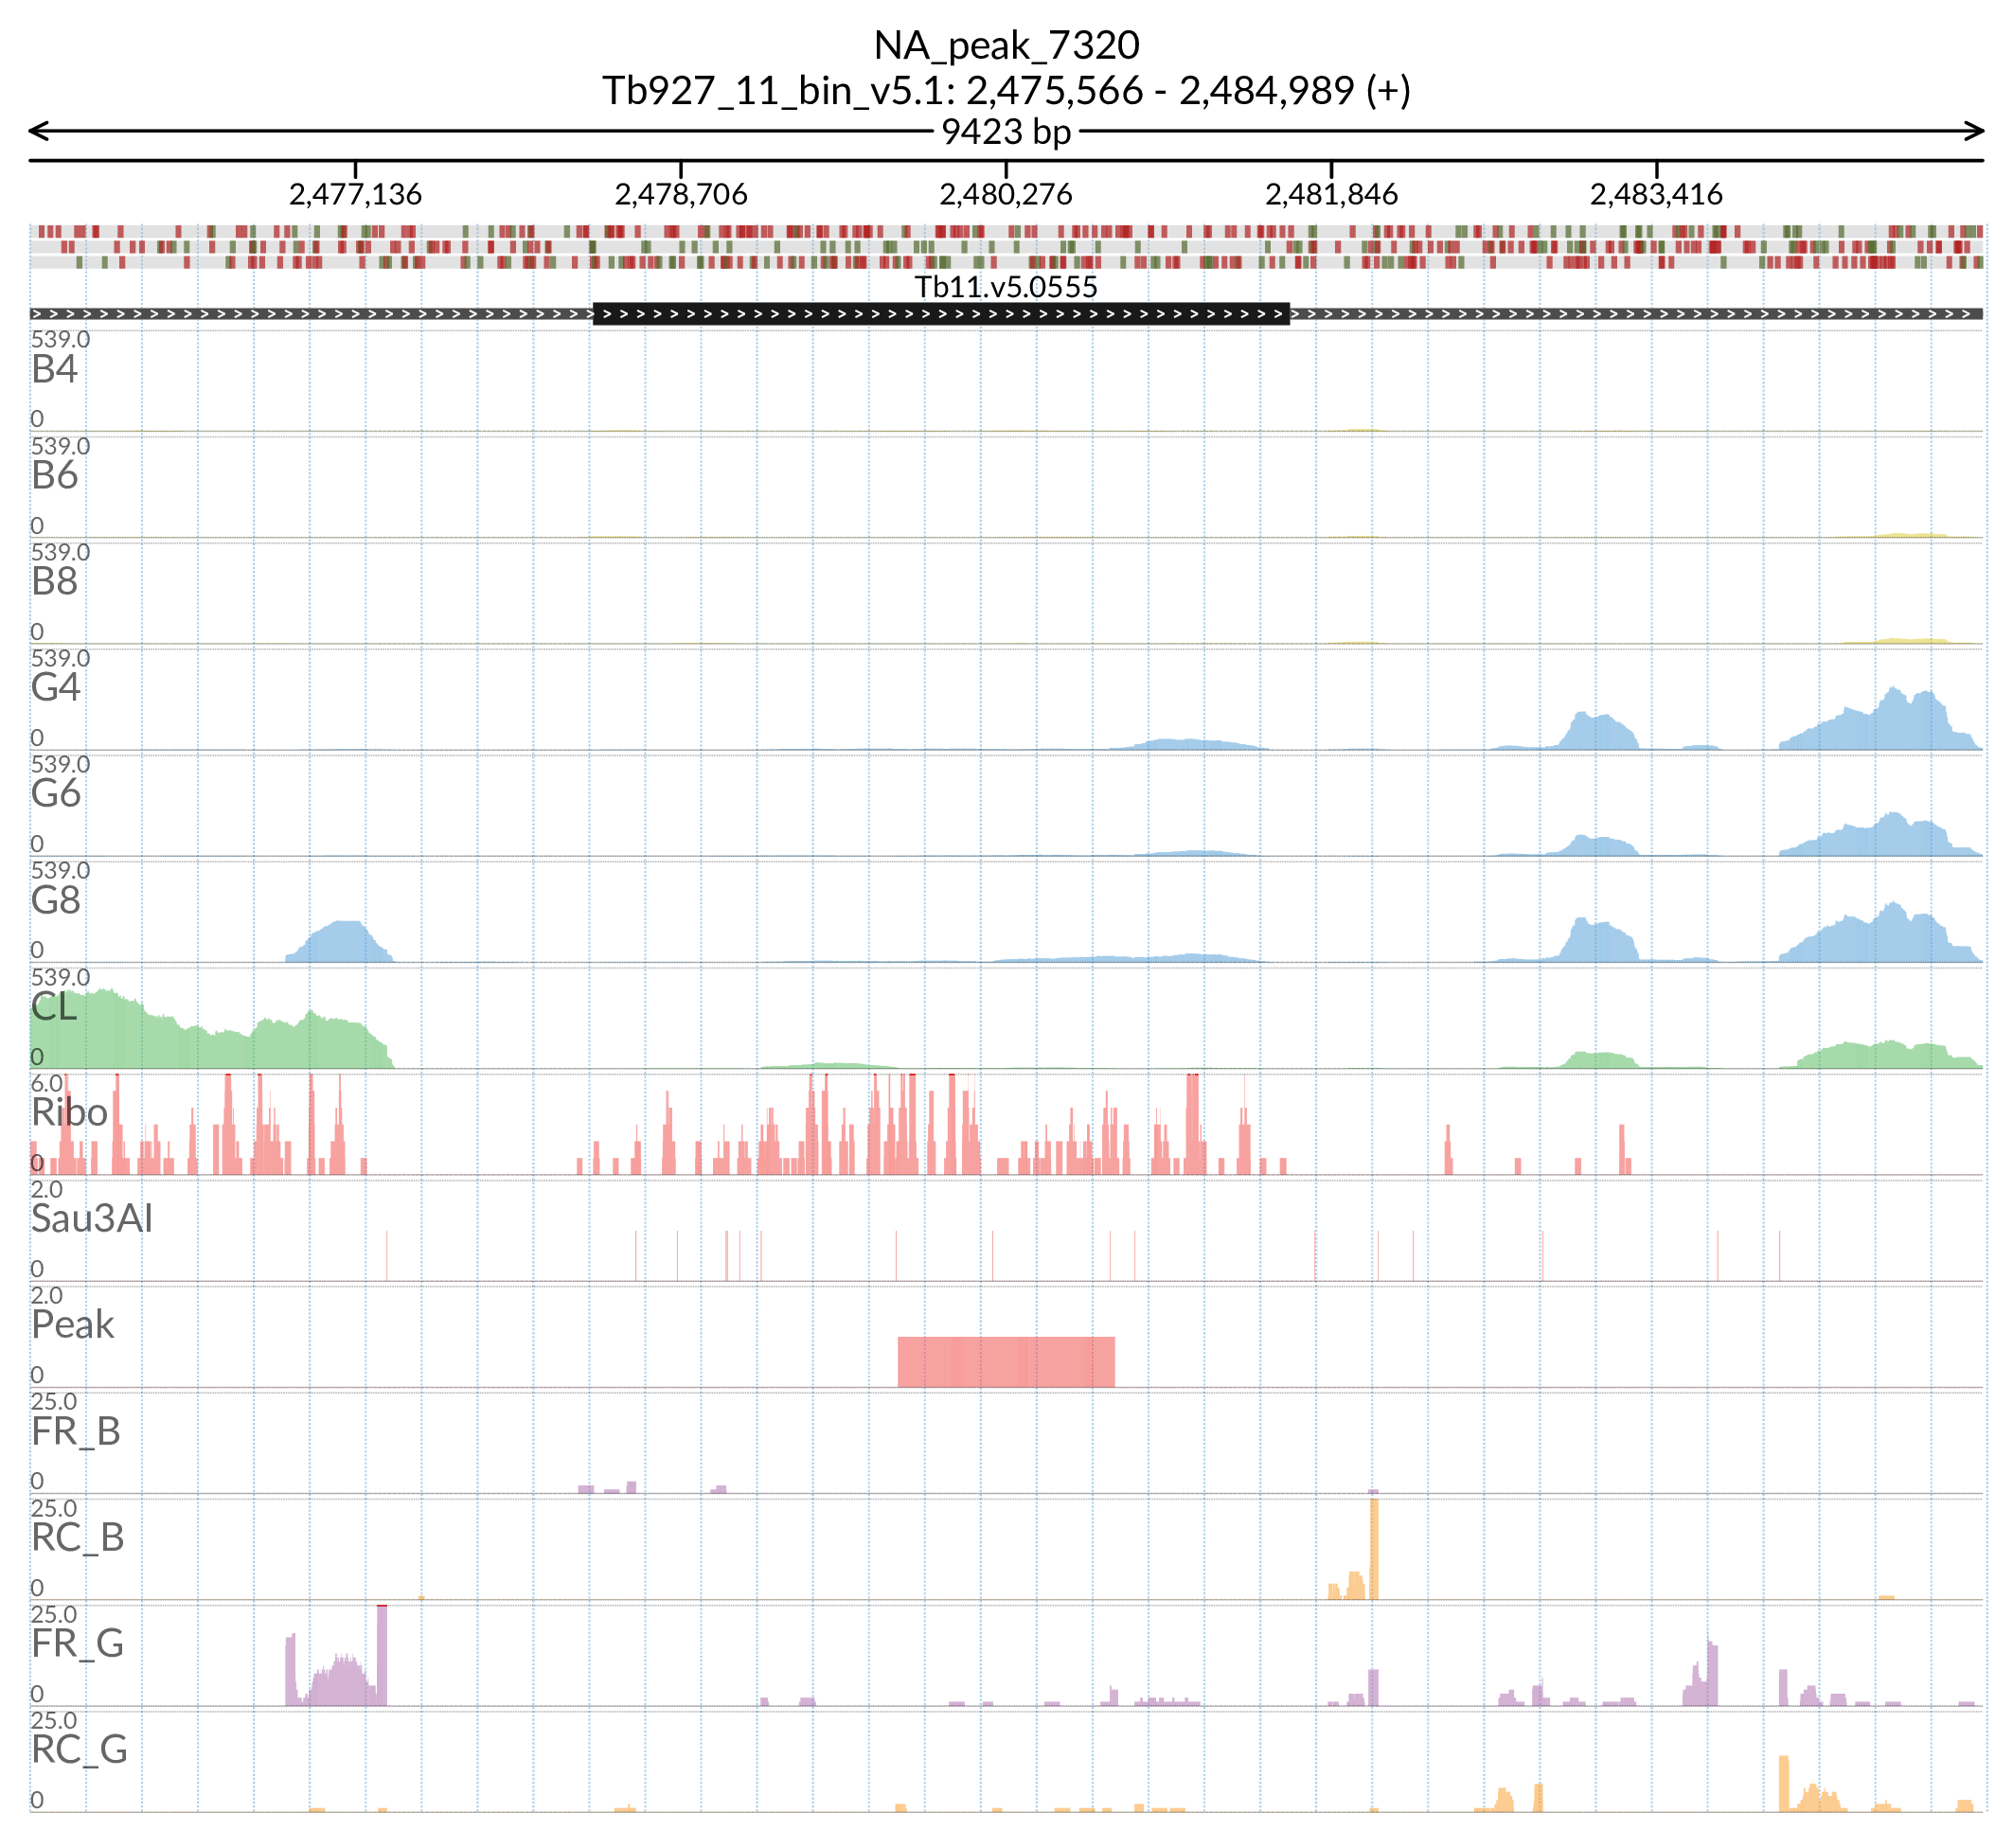 NA_peak_7320
Tb927_11_bin_v5.1: 2,475,566 - 2,484,989 (+)
9423 bp
2,477,136 2,478,706 2,480,276 2,481,846 2,483,416
Tb11.v5.0555
539.0
B4
0
539.0
B6
0
539.0
B8
0
539.0
G4
0
539.0
G6
0
539.0
G8
0
539.0
CL
0
6.0
Ribo
0
2.0
Sau3AI
0
2.0
Peak
0
25.0
FR_B
0
25.0
RC_B
0
25.0
FR_G
0
25.0
RC_G
0